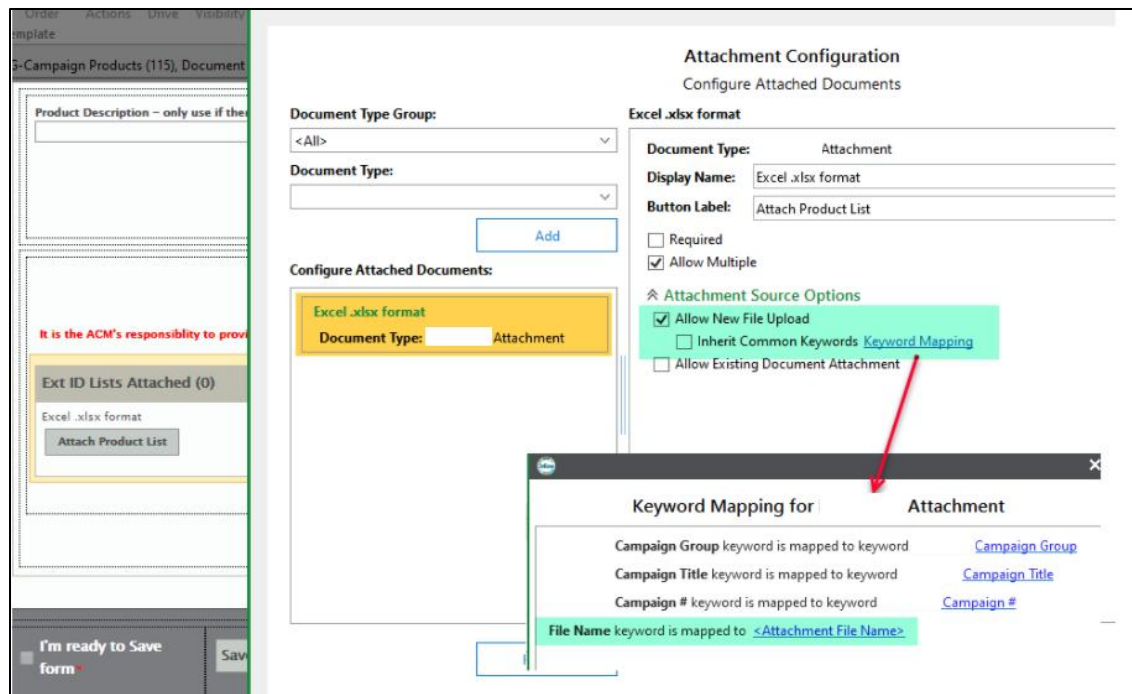 Order Actions Drive Visibility
emplate
G-Campaign Products (115), Document
Product Description – only use if ther
It is the ACM's responsiblity to provi
Ext ID Lists Attached (0)
Excel .xlsx format
Attach Product List
I'm ready to Save
form*
Save
Attachment Configuration
Configure Attached Documents
Document Type Group:
<All>
Document Type:
Add
Configure Attached Documents:
Excel .xlsx format
Document Type: Attachment
Excel .xlsx format
Document Type: Attachment
Display Name: Excel .xlsx format
Button Label: Attach Product List
Required
Allow Multiple
Attachment Source Options
Allow New File Upload
Inherit Common Keywords Keyword Mapping
Allow Existing Document Attachment
Keyword Mapping for Attachment
Campaign Group keyword is mapped to keyword Campaign Group
Campaign Title keyword is mapped to keyword Campaign Title
Campaign # keyword is mapped to keyword Campaign #
File Name keyword is mapped to <Attachment File Name>